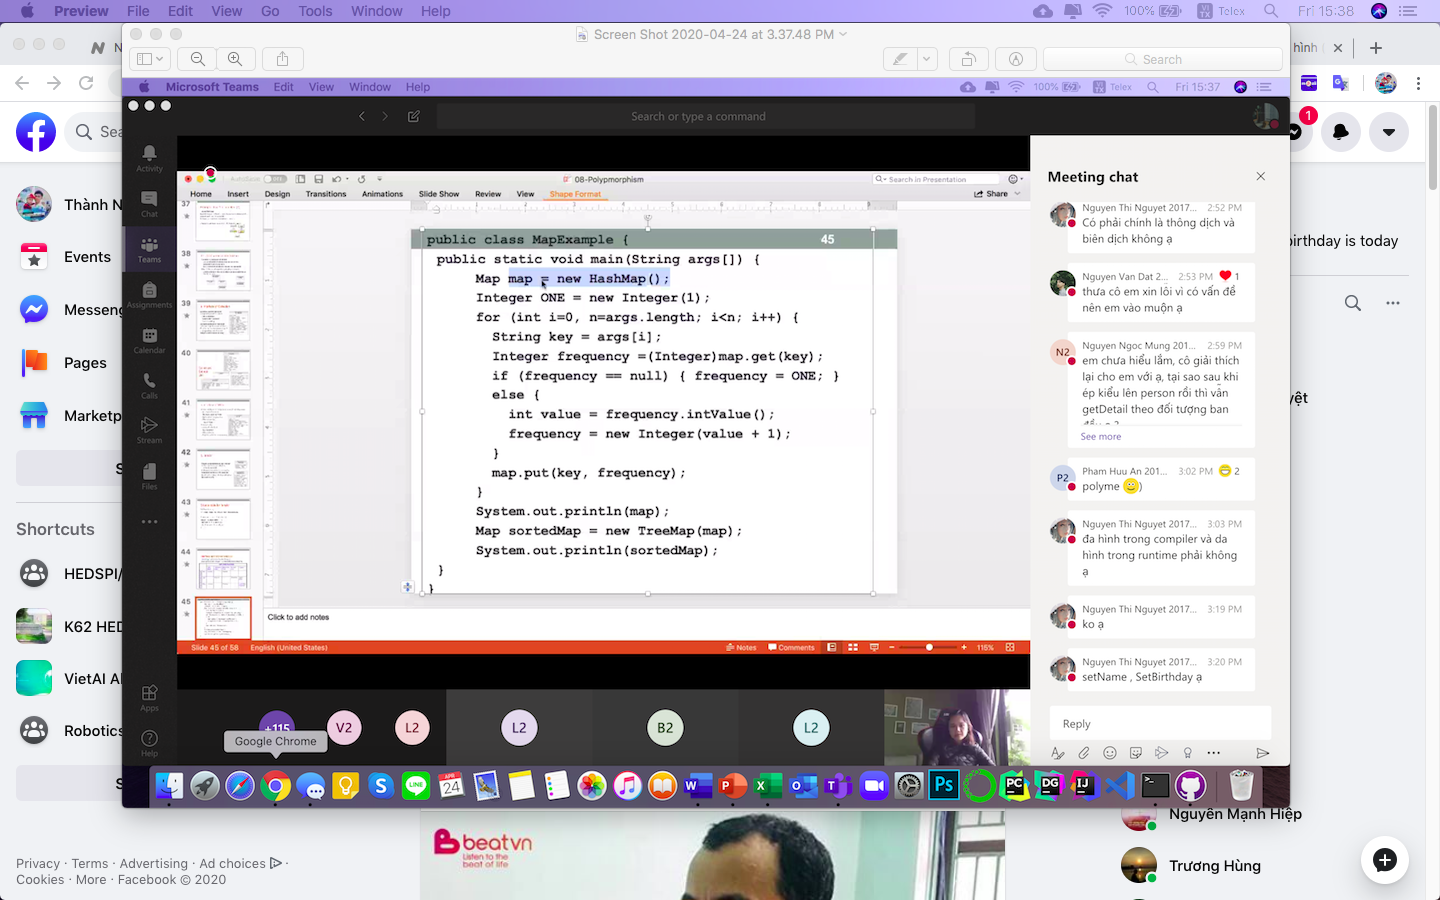 Preview File Edit View Go Tools Window Help
100% Telex Fri 15:38
Screen Shot 2020-04-24 at 3.37.48 PM
Search
hình
Microsoft Teams Edit View Window Help
100% Telex Fri 15:37
Search or type a command
Sea
1
Thành N
Events
Messeng
Pages
Marketp
S
Shortcuts
HEDSPI/
K62 HED
VietAI AI
Robotics
S
Privacy · Terms · Advertising · Ad choices ·
Cookies · More · Facebook © 2020
Activity
Chat
Teams
Assignments
Calendar
Calls
Stream
Files
Apps
Help
08-Polymorphism
Search in Presentation
Home Insert Design Transitions Animations Slide Show Review View Shape Format
Share
37
38
39
40
41
42
43
44
45
public class MapExample { 45
public static void main(String args[]) {
Map map = new HashMap();
Integer ONE = new Integer(1);
for (int i=0, n=args.length; i<n; i++) {
String key = args[i];
Integer frequency =(Integer)map.get(key);
if (frequency == null) { frequency = ONE; }
else {
int value = frequency.intValue();
frequency = new Integer(value + 1);
}
map.put(key, frequency);
}
System.out.println(map);
Map sortedMap = new TreeMap(map);
System.out.println(sortedMap);
}
}
Click to add notes
Slide 45 of 58 English (United States)
Notes Comments 115%
+115 V2 L2 L2 B2 L2
Google Chrome
Meeting chat
Nguyen Thi Nguyet 2017... 2:52 PM
Có phải chính là thông dịch và
biên dịch không ạ
Nguyen Van Dat 2... 2:53 PM 1
thưa cô em xin lỗi vì có vấn đề
nên em vào muộn ạ
N2
Nguyen Ngoc Mung 201... 2:59 PM
em chưa hiểu lắm, cô giải thích
lại cho em với ạ, tại sao sau khi
ép kiểu lên person rồi thì vẫn
getDetail theo đối tượng ban
See more
P2
Pham Huu An 201... 3:02 PM 2
polyme )
Nguyen Thi Nguyet 2017... 3:03 PM
đa hình trong compiler và da
hình trong runtime phải không
ạ
Nguyen Thi Nguyet 2017... 3:19 PM
ko ạ
Nguyen Thi Nguyet 2017... 3:20 PM
setName , SetBirthday ạ
Reply
birthday is today
yệt
Nguyễn Mạnh Hiệp
Trương Hùng
APR
24
LINE
PC
DG
IJ
Ps
beatvn
Listen to the
beat of life